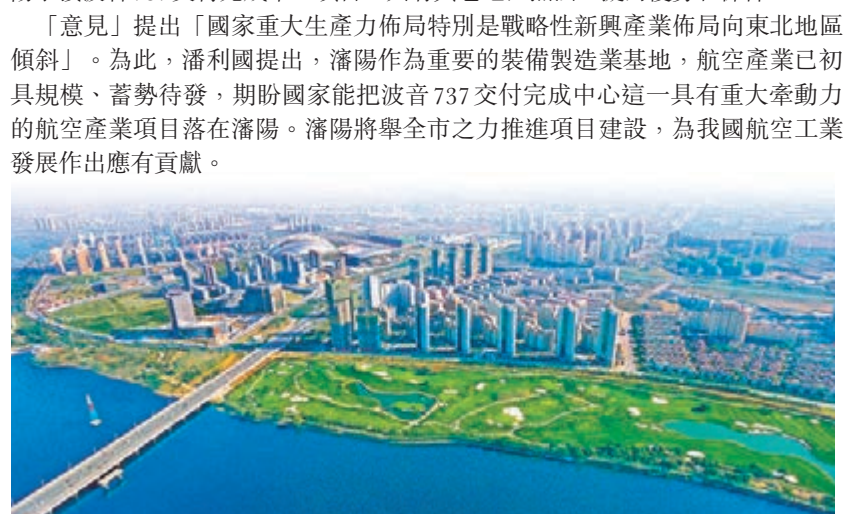 「意見」提出「國家重大生產力佈局特別是戰略性新興產業佈局向東北地區
傾斜」。為此，潘利國提出，瀋陽作為重要的裝備製造業基地，航空產業已初
具規模、蓄勢待發，期盼國家能把波音737交付完成中心這一具有重大牽動力
的航空產業項目落在瀋陽。瀋陽將舉全市之力推進項目建設，為我國航空工業
發展作出應有貢獻。